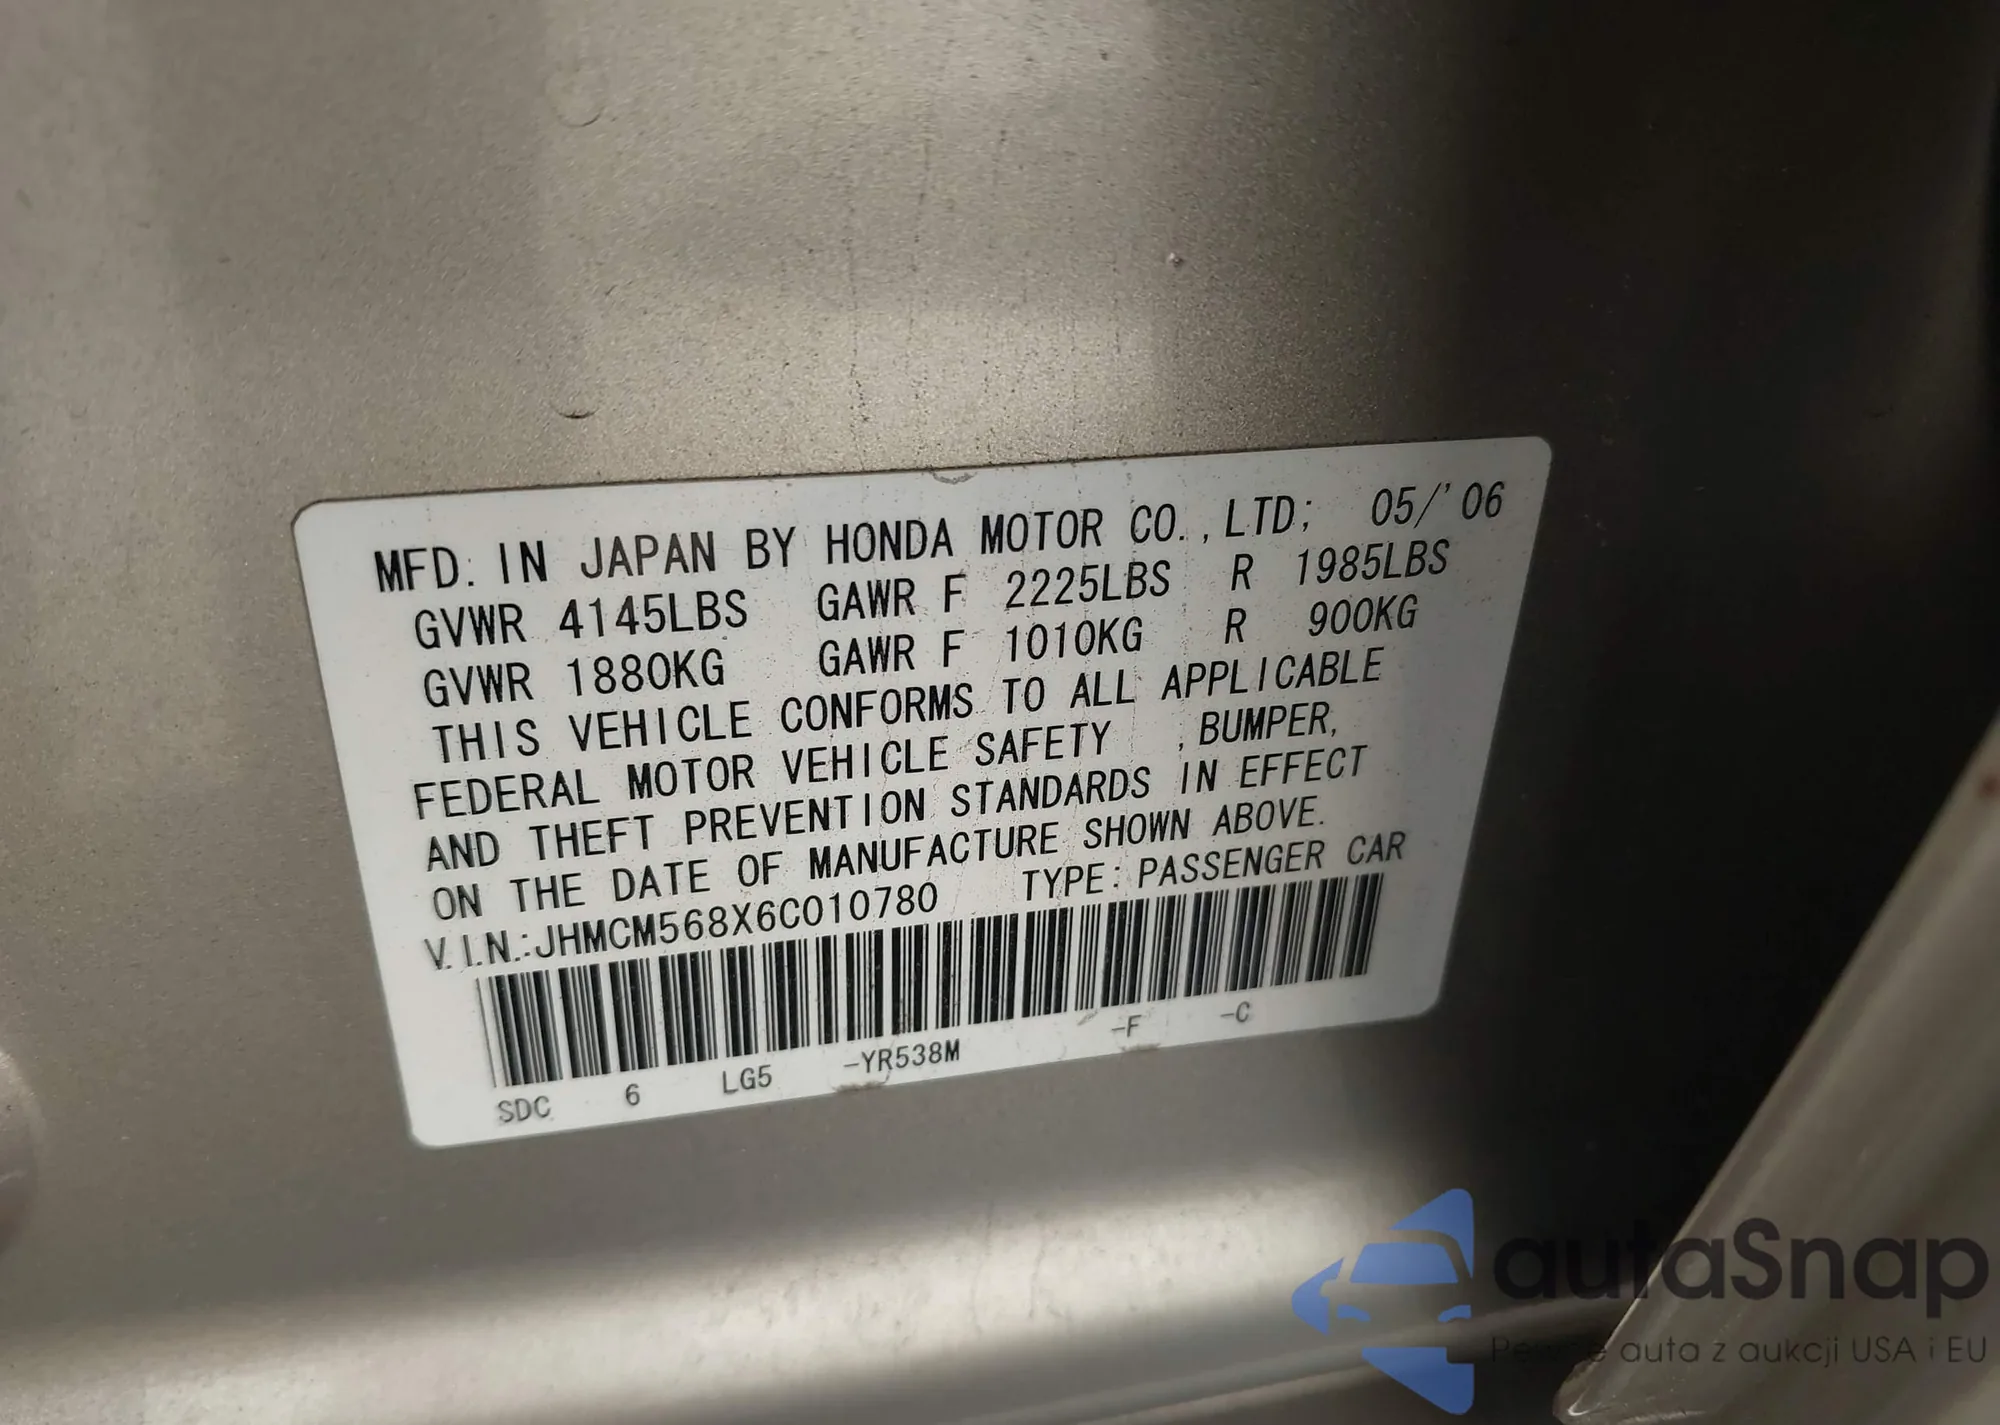 MFD. IN JAPAN BY HONDA MOTOR CO.,LTD; 05/'06
GVWR 4145LBS GAWR F 2225LBS R 1985LBS
GVWR 1880KG GAWR F 1010KG R 900KG
THIS VEHICLE CONFORMS TO ALL APPLICABLE
FEDERAL MOTOR VEHICLE SAFETY , BUMPER,
AND THEFT PREVENTION STANDARDS IN EFFECT
ON THE DATE OF MANUFACTURE SHOWN ABOVE.
V.I.N.:JHMCM568X6C010780 TYPE:PASSENGER CAR
SDC 6 LG5 -YR538M -F -C
autaSnap
auta z aukcji USA i EU